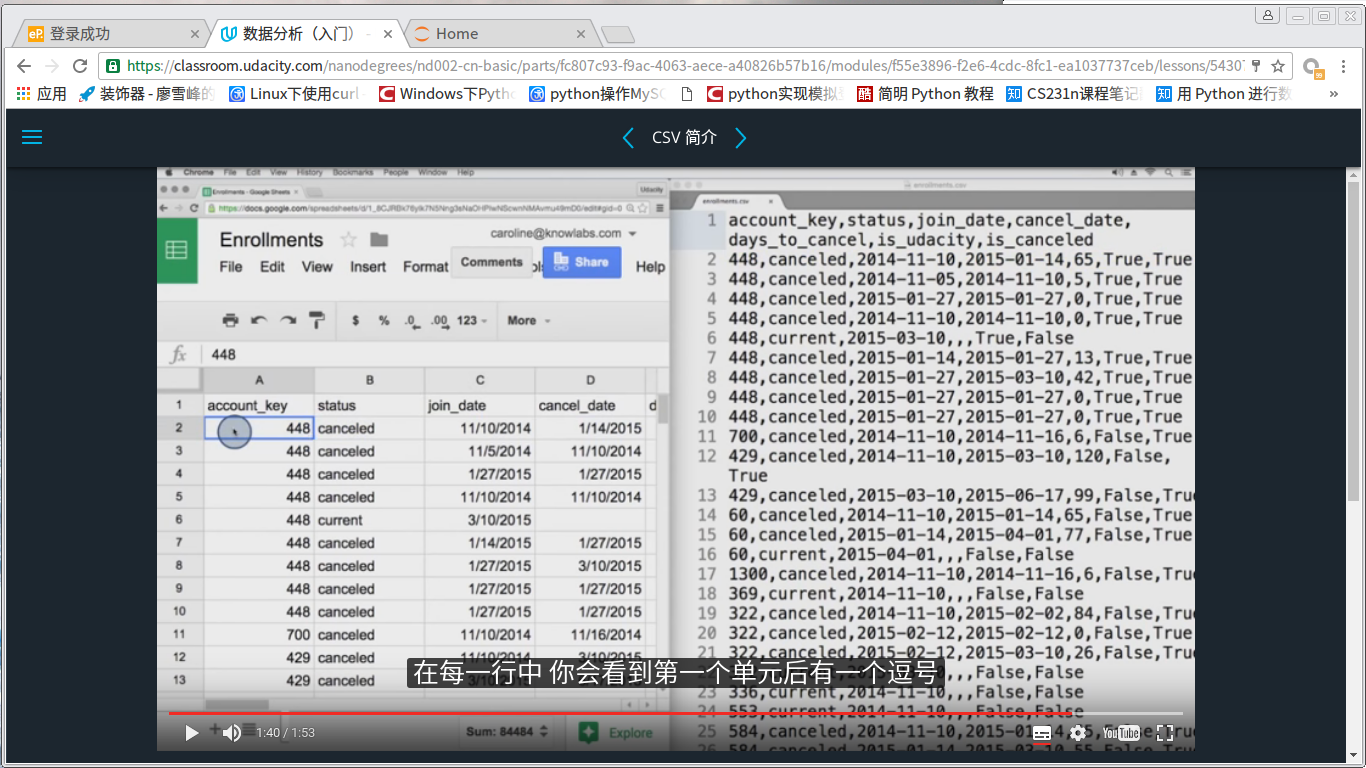 登录成功
数据分析（入门） -
Home
https://classroom.udacity.com/nanodegrees/nd002-cn-basic/parts/fc807c93-f9ac-4063-aece-a40826b57b16/modules/f55e3896-f2e6-4cdc-8fc1-ea1037737ceb/lessons/54307
99
应用
装饰器 - 廖雪峰的
Linux下使用curl
Windows下Pytho
python操作MySQ
python实现模拟
简明 Python 教程
CS231n课程笔记
用 Python 进行数
»
CSV 简介
Chrome File Edit View History Bookmarks People Window Help
Enrollments - Google Sheets
Udacity
enrollments.csv
enrollments.csv
Enrollments
caroline@knowlabs.com
File Edit View Insert Format
Comments
Share
Help
$ % .0 .00 123
More
fx 448
A B C D
1 account_key status join_date cancel_date d
2 448 canceled 11/10/2014 1/14/2015
3 448 canceled 11/5/2014 11/10/2014
4 448 canceled 1/27/2015 1/27/2015
5 448 canceled 11/10/2014 11/10/2014
6 448 current 3/10/2015
7 448 canceled 1/14/2015 1/27/2015
8 448 canceled 1/27/2015 3/10/2015
9 448 canceled 1/27/2015 1/27/2015
10 448 canceled 1/27/2015 1/27/2015
11 700 canceled 11/10/2014 11/16/2014
12 429 canceled 11/10/2014 3/10/2015
13 429 canceled
Sum: 84484
Explore
1 account_key,status,join_date,cancel_date,
days_to_cancel,is_udacity,is_canceled
2 448,canceled,2014-11-10,2015-01-14,65,True,True
3 448,canceled,2014-11-05,2014-11-10,5,True,True
4 448,canceled,2015-01-27,2015-01-27,0,True,True
5 448,canceled,2014-11-10,2014-11-10,0,True,True
6 448,current,2015-03-10,,,True,False
7 448,canceled,2015-01-14,2015-01-27,13,True,True
8 448,canceled,2015-01-27,2015-03-10,42,True,True
9 448,canceled,2015-01-27,2015-01-27,0,True,True
10 448,canceled,2015-01-27,2015-01-27,0,True,True
11 700,canceled,2014-11-10,2014-11-16,6,False,True
12 429,canceled,2014-11-10,2015-03-10,120,False,
True
13 429,canceled,2015-03-10,2015-06-17,99,False,True
14 60,canceled,2014-11-10,2015-01-14,65,False,True
15 60,canceled,2015-01-14,2015-04-01,77,False,True
16 60,current,2015-04-01,,,False,False
17 1300,canceled,2014-11-10,2014-11-16,6,False,True
18 369,current,2014-11-10,,,False,False
19 322,canceled,2014-11-10,2015-02-02,84,False,True
20 322,canceled,2015-02-12,2015-02-12,0,False,True
21 322,canceled,2015-02-12,2015-03-10,26,False,True
False,False
23 336,current,2014-11-10,,,False,False
24 553,current,2014-11-10,,,False,False
25 584,canceled
在每一行中 你会看到第一个单元后有一个逗号
1:40 / 1:53
YouTube